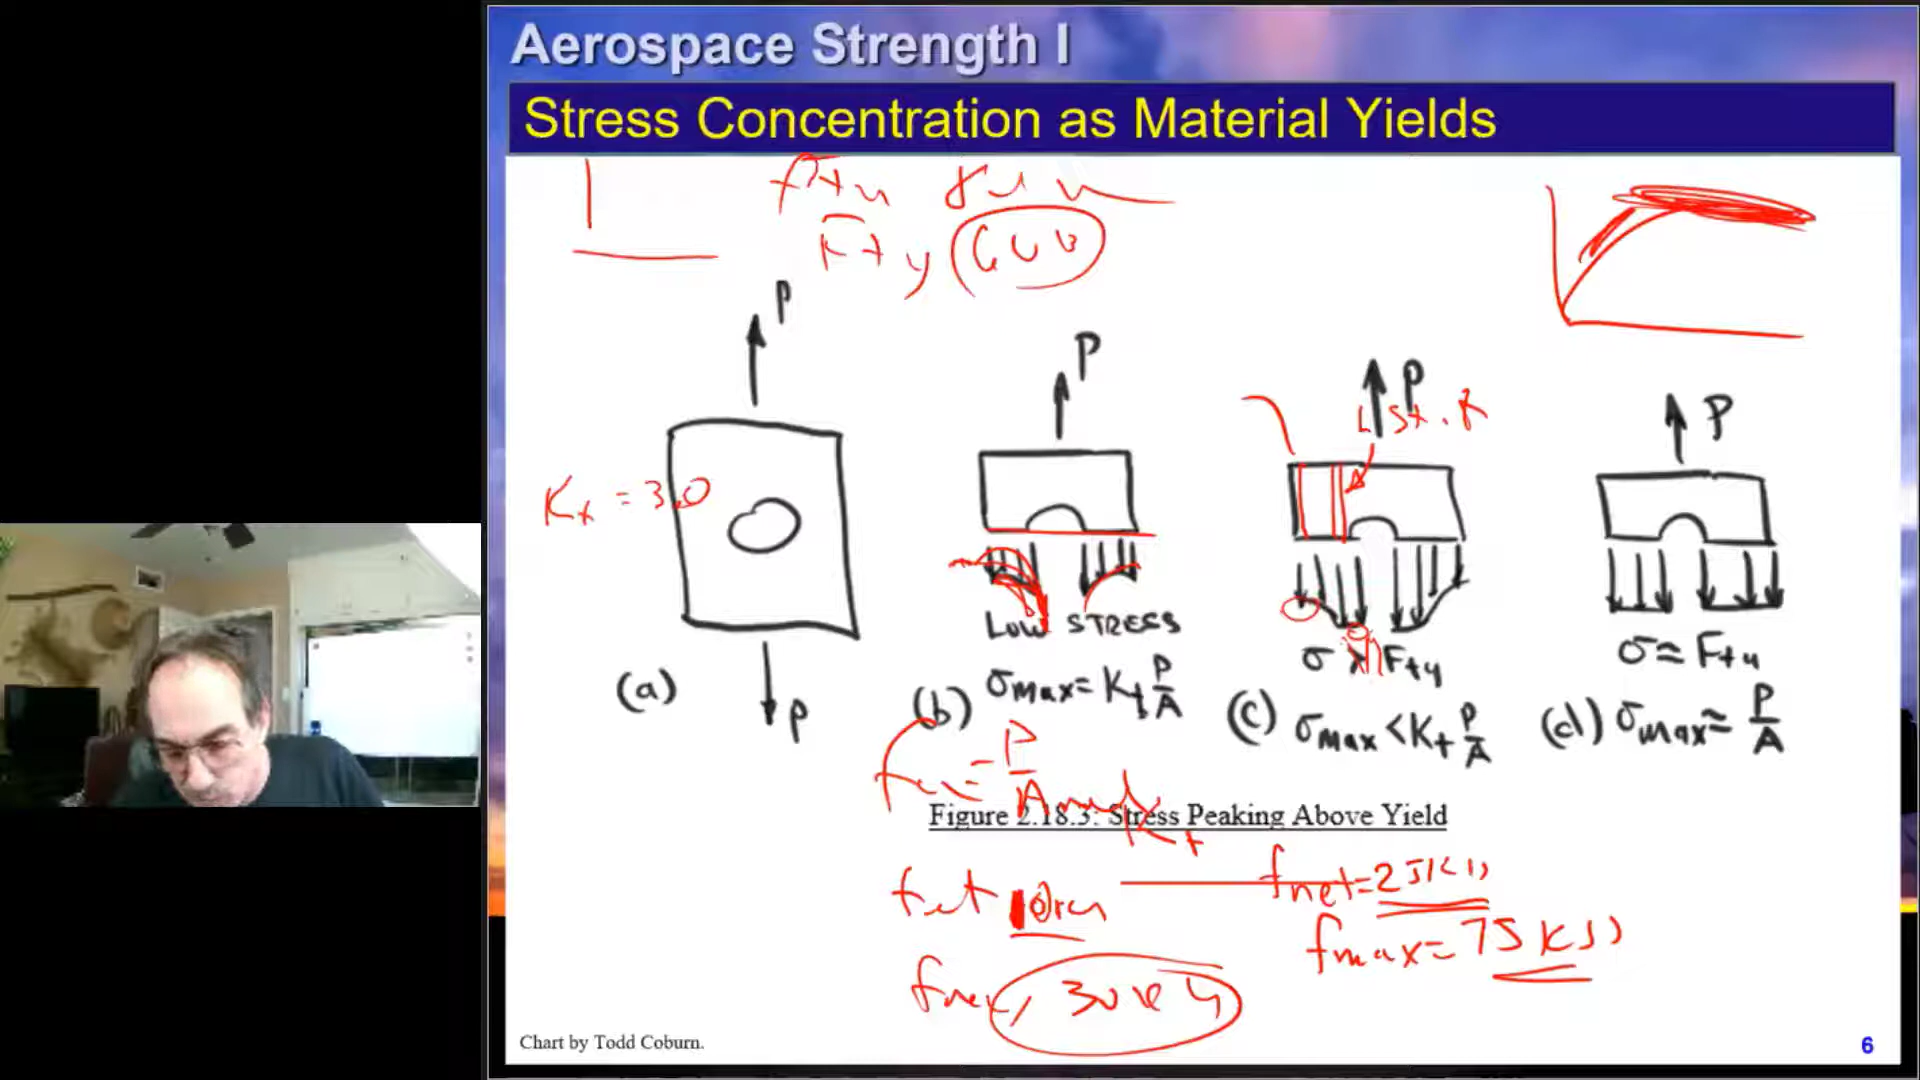 Aerospace Strength I
Stress Concentration as Material Yields
Ftu
Fty
P
P
P
P
Kt = 3.0
LOW STRESS
σ Fty
σ ≈ Fty
(a)
P
(b) σmax = Kt P/A
(c) σmax < Kt P/A
(d) σmax ≈ P/A
P
A
Kt
Figure 2.18.3: Stress Peaking Above Yield
fnet = 25 KSI
fmax = 75 KSI
Chart by Todd Coburn.
6